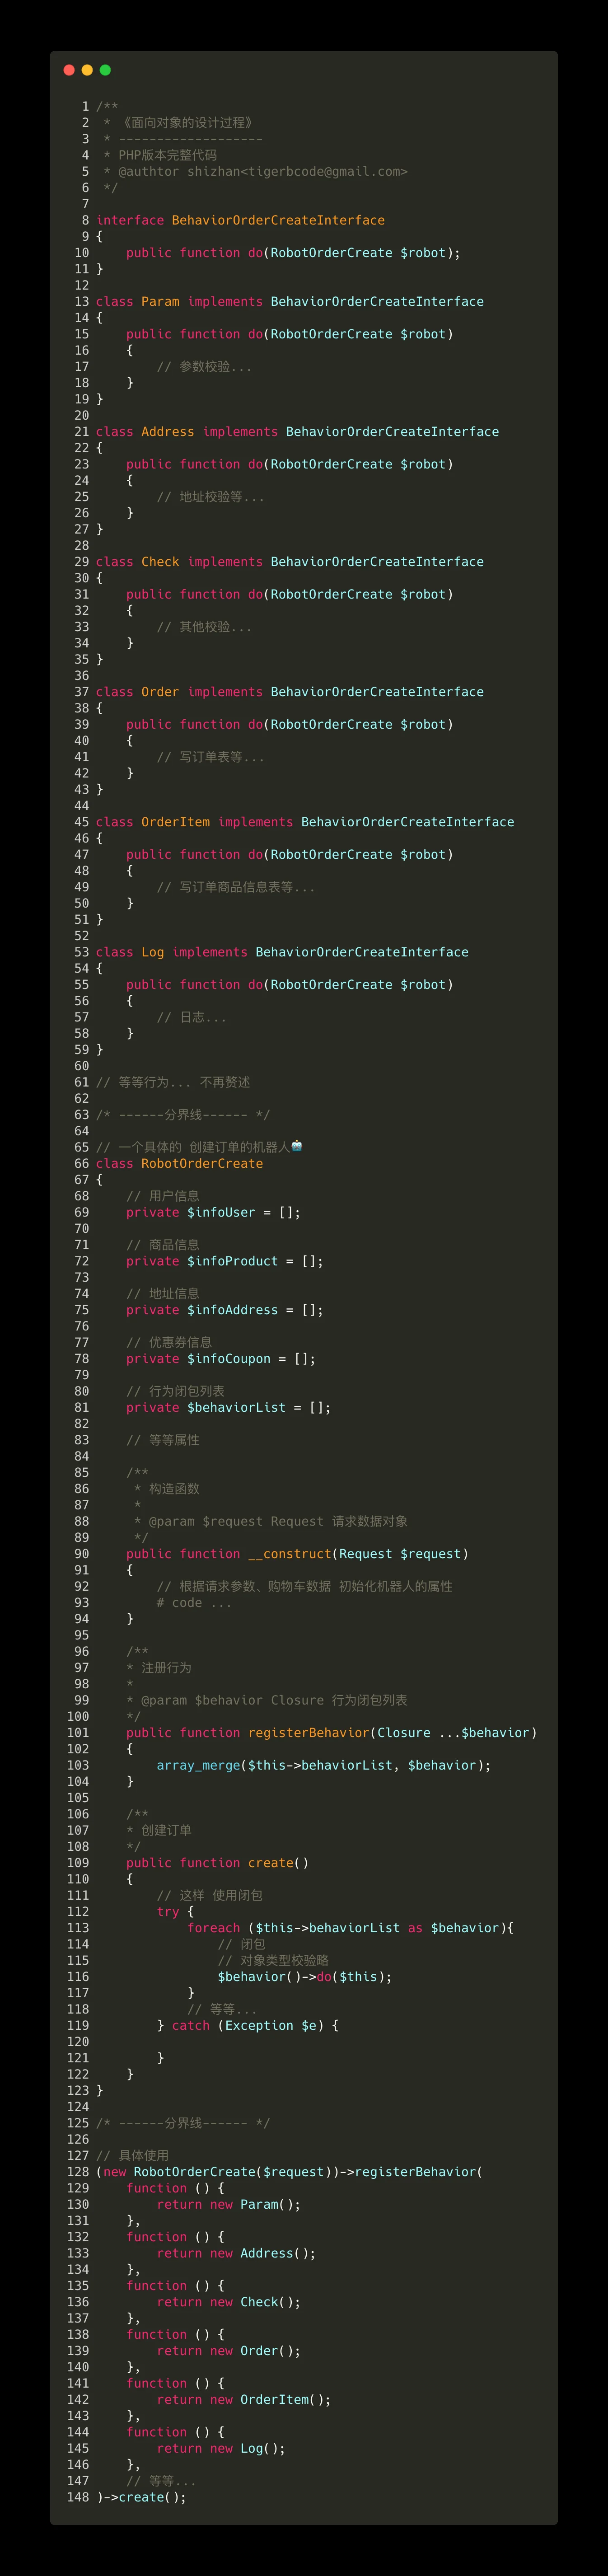 1 /**
2  * 《面向对象的设计过程》
3  * -------------------
4  * PHP版本完整代码
5  * @authtor shizhan<tigerbcode@gmail.com>
6  */
7
8 interface BehaviorOrderCreateInterface
9 {
10     public function do(RobotOrderCreate $robot);
11 }
12
13 class Param implements BehaviorOrderCreateInterface
14 {
15     public function do(RobotOrderCreate $robot)
16     {
17         // 参数校验...
18     }
19 }
20
21 class Address implements BehaviorOrderCreateInterface
22 {
23     public function do(RobotOrderCreate $robot)
24     {
25         // 地址校验等...
26     }
27 }
28
29 class Check implements BehaviorOrderCreateInterface
30 {
31     public function do(RobotOrderCreate $robot)
32     {
33         // 其他校验...
34     }
35 }
36
37 class Order implements BehaviorOrderCreateInterface
38 {
39     public function do(RobotOrderCreate $robot)
40     {
41         // 写订单表等...
42     }
43 }
44
45 class OrderItem implements BehaviorOrderCreateInterface
46 {
47     public function do(RobotOrderCreate $robot)
48     {
49         // 写订单商品信息表等...
50     }
51 }
52
53 class Log implements BehaviorOrderCreateInterface
54 {
55     public function do(RobotOrderCreate $robot)
56     {
57         // 日志...
58     }
59 }
60
61 // 等等行为... 不再赘述
62
63 /* ------分界线------ */
64
65 // 一个具体的 创建订单的机器人🤖
66 class RobotOrderCreate
67 {
68     // 用户信息
69     private $infoUser = [];
70
71     // 商品信息
72     private $infoProduct = [];
73
74     // 地址信息
75     private $infoAddress = [];
76
77     // 优惠券信息
78     private $infoCoupon = [];
79
80     // 行为闭包列表
81     private $behaviorList = [];
82
83     // 等等属性
84
85     /**
86      * 构造函数
87      *
88      * @param $request Request 请求数据对象
89      */
90     public function __construct(Request $request)
91     {
92         // 根据请求参数、购物车数据 初始化机器人的属性
93         # code ...
94     }
95
96     /**
97     * 注册行为
98     *
99     * @param $behavior Closure 行为闭包列表
100     */
101     public function registerBehavior(Closure ...$behavior)
102     {
103         array_merge($this->behaviorList, $behavior);
104     }
105
106     /**
107     * 创建订单
108     */
109     public function create()
110     {
111         // 这样 使用闭包
112         try {
113             foreach ($this->behaviorList as $behavior){
114                 // 闭包
115                 // 对象类型校验略
116                 $behavior()->do($this);
117             }
118             // 等等...
119         } catch (Exception $e) {
120
121         }
122     }
123 }
124
125 /* ------分界线------ */
126
127 // 具体使用
128 (new RobotOrderCreate($request))->registerBehavior(
129     function () {
130         return new Param();
131     },
132     function () {
133         return new Address();
134     },
135     function () {
136         return new Check();
137     },
138     function () {
139         return new Order();
140     },
141     function () {
142         return new OrderItem();
143     },
144     function () {
145         return new Log();
146     },
147     // 等等...
148 )->create();